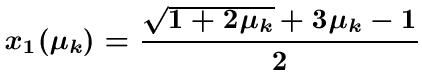 x₁(μₖ) = (√(1 + 2μₖ) + 3μₖ − 1) / 2